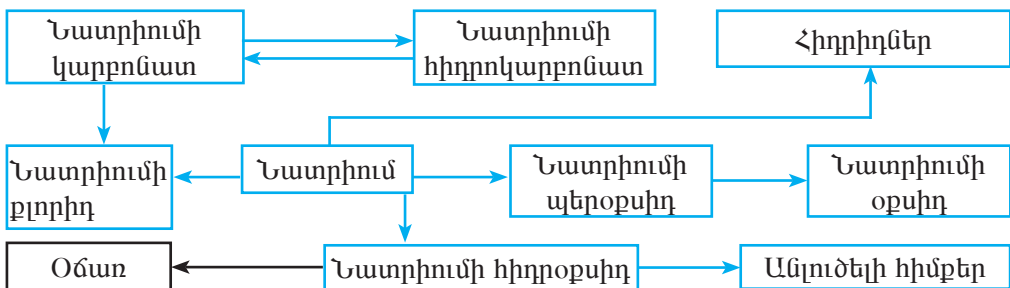 Նատրիումի
կարբոնատ
Նատրիումի
հիդրոկարբոնատ
Հիդրիդներ
Նատրիումի
քլորիդ
Նատրիում
Նատրիումի
պերօքսիդ
Նատրիումի
օքսիդ
Օճառ
Նատրիումի հիդրօքսիդ
Անլուծելի հիմքեր